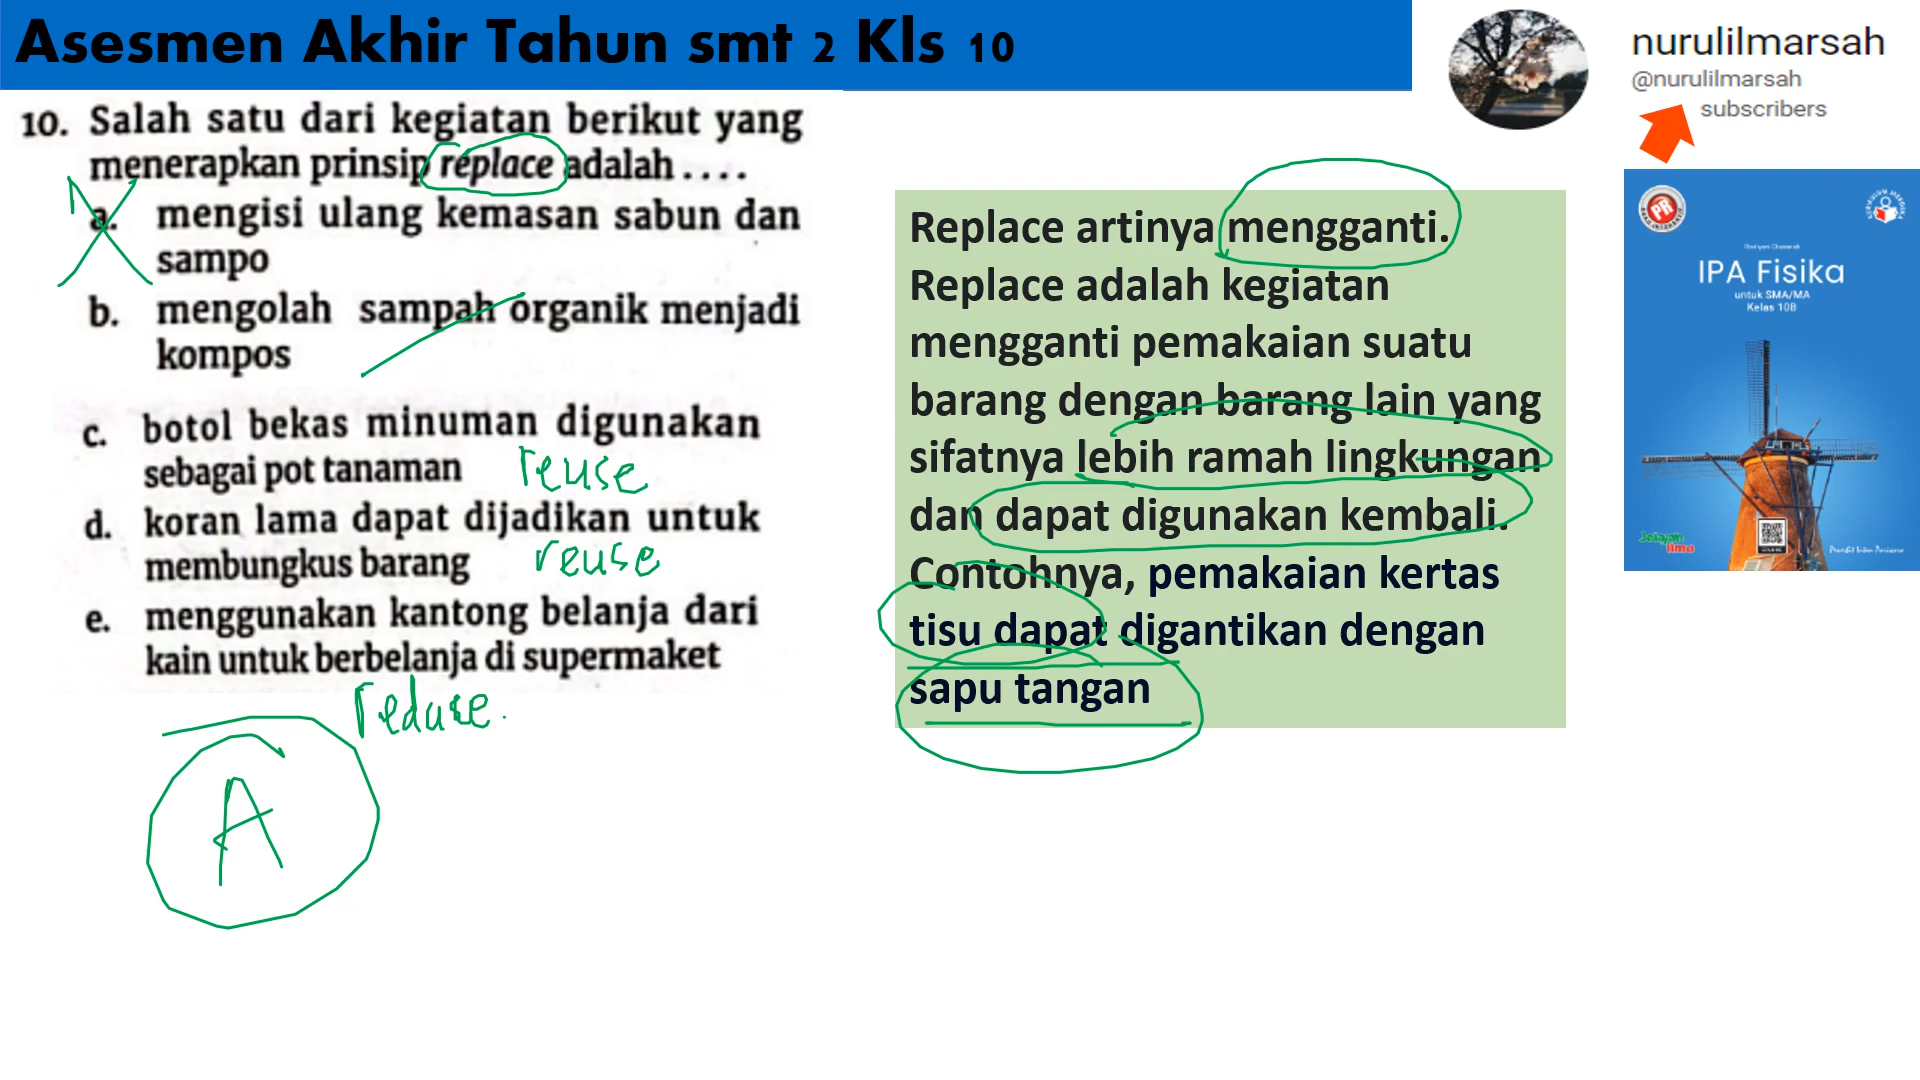 Asesmen Akhir Tahun smt 2 Kls 10
nurulilmarsah
@nurulilmarsah
subscribers
10. Salah satu dari kegiatan berikut yang
menerapkan prinsip replace adalah ....
a. mengisi ulang kemasan sabun dan
sampo
b. mengolah sampah organik menjadi
kompos
c. botol bekas minuman digunakan
sebagai pot tanaman
reuse
d. koran lama dapat dijadikan untuk
membungkus barang
reuse
e. menggunakan kantong belanja dari
kain untuk berbelanja di supermaket
reduse.
A
Replace artinya mengganti.
Replace adalah kegiatan
mengganti pemakaian suatu
barang dengan barang lain yang
sifatnya lebih ramah lingkungan
dan dapat digunakan kembali.
Contohnya, pemakaian kertas
tisu dapat digantikan dengan
sapu tangan
PR
IPA Fisika
untuk SMA/MA
Kelas 10B
Jelajah
Ilmu